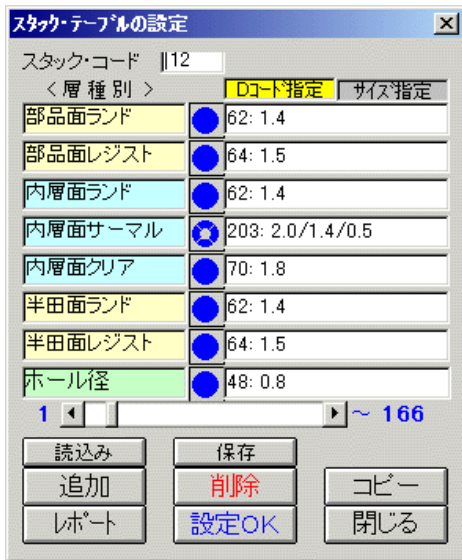 スタック・テーブルの設定
スタック・コード 12
<層種別> Dコード指定 サイズ指定
部品面ランド 62: 1.4
部品面レジスト 64: 1.5
内層面ランド 62: 1.4
内層面サーマル 203: 2.0/1.4/0.5
内層面クリア 70: 1.8
半田面ランド 62: 1.4
半田面レジスト 64: 1.5
ホール径 48: 0.8
1 ～ 166
読込み 保存
追加 削除 コピー
レポート 設定OK 閉じる